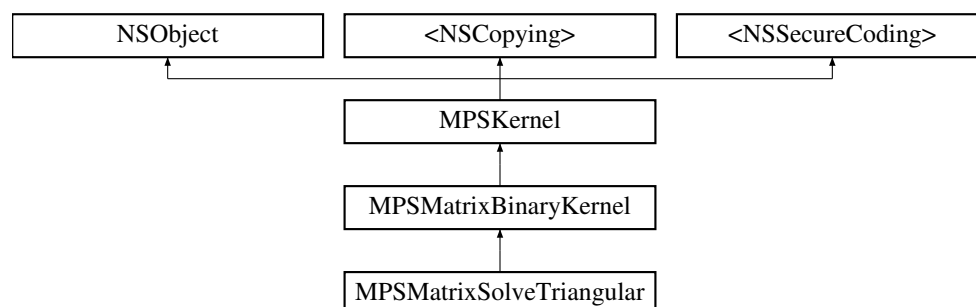 NSObject <NSCopying> <NSSecureCoding>
MPSKernel
MPSMatrixBinaryKernel
MPSMatrixSolveTriangular